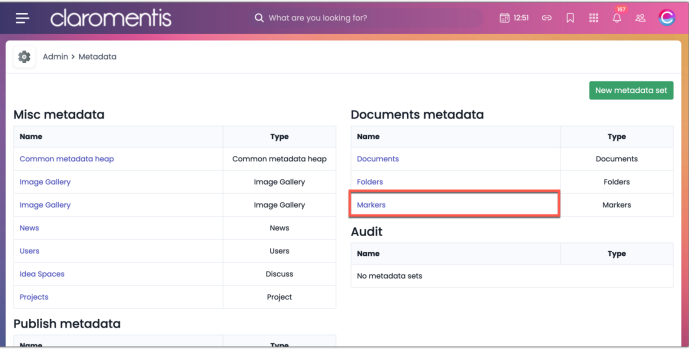 claromentis
What are you looking for?
12:51
167
Admin > Metadata
New metadata set
Misc metadata
Name Type
Common metadata heap Common metadata heap
Image Gallery Image Gallery
Image Gallery Image Gallery
News News
Users Users
Idea Spaces Discuss
Projects Project
Publish metadata
Name Type
Documents metadata
Name Type
Documents Documents
Folders Folders
Markers Markers
Audit
Name Type
No metadata sets